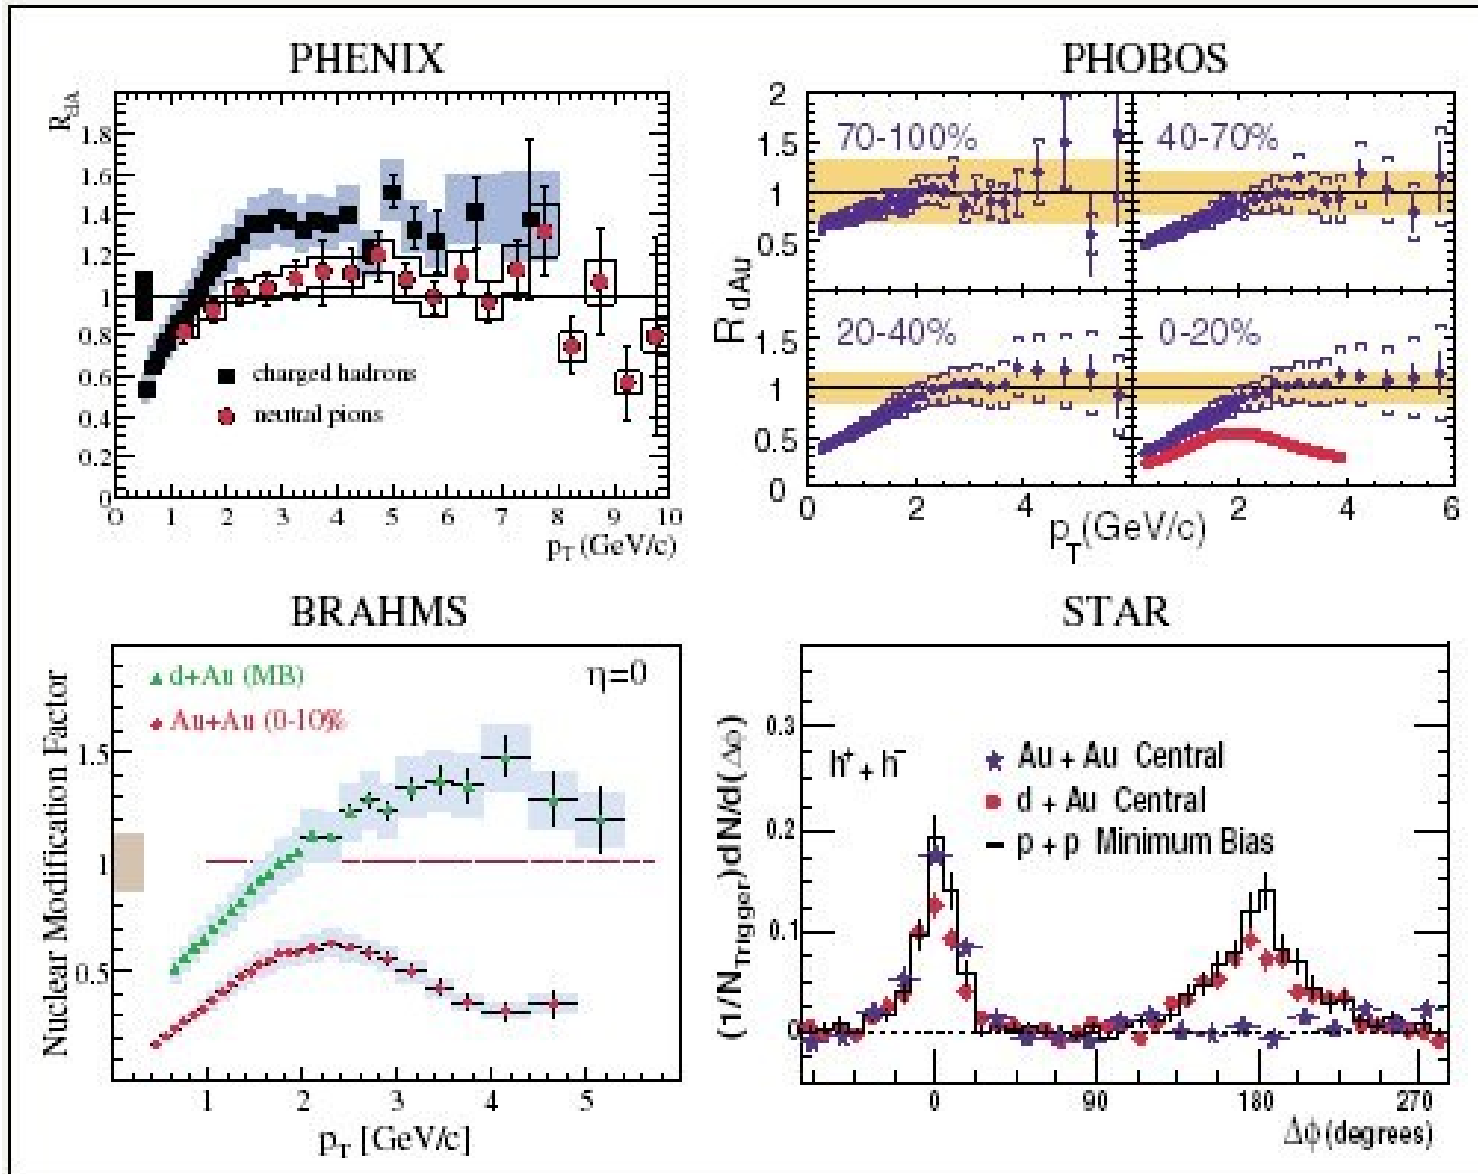 PHENIX
R dA
1.8
1.6
1.4
1.2
1
0.8
0.6
0.4
0.2
0
charged hadrons
neutral pions
0 1 2 3 4 5 6 7 8 9 10
p_T (GeV/c)
PHOBOS
R dAu
2
1.5
1
0.5
1.5
1
0.5
0
70-100%
40-70%
20-40%
0-20%
0 2 4 2 4 6
p_T (GeV/c)
BRAHMS
Nuclear Modification Factor
d+Au (MB)
η=0
Au+Au (0-10%
1.5
1
0.5
1 2 3 4 5
p_T [GeV/c]
STAR
(1/N_Trigger)dN/d(Δϕ)
0.3
0.2
0.1
0
h⁺ + h⁻
Au + Au Central
d + Au Central
p + p Minimum Bias
0 90 180 270
Δϕ (degrees)